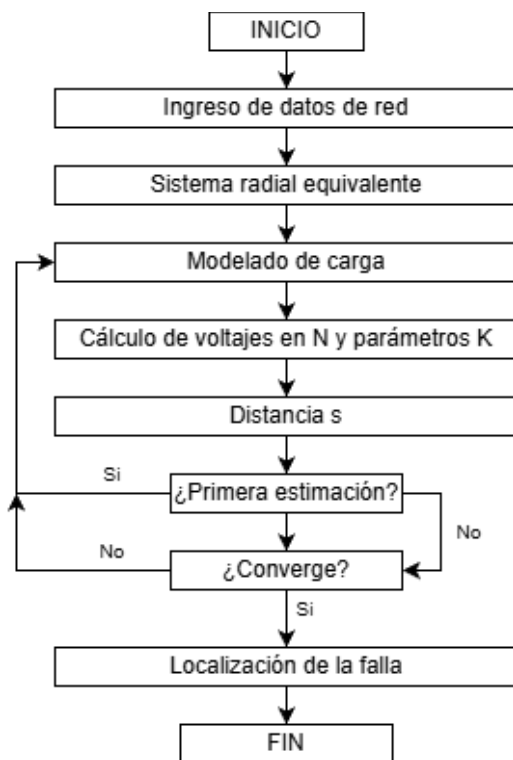 INICIO
Ingreso de datos de red
Sistema radial equivalente
Modelado de carga
Cálculo de voltajes en N y parámetros K
Distancia s
Si
¿Primera estimación?
No
No
¿Converge?
Si
Localización de la falla
FIN